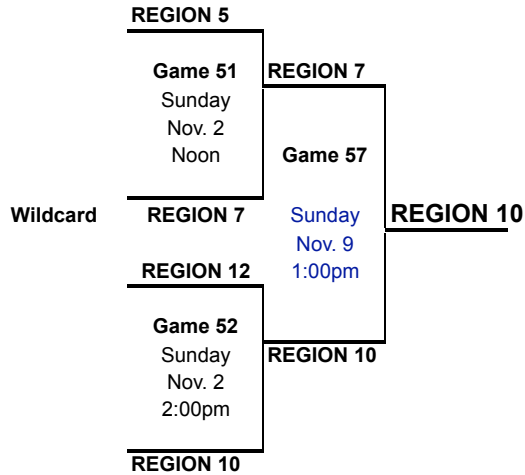 REGION 5
Game 51
Sunday
Nov. 2
Noon
REGION 7
Game 57
Wildcard
REGION 7
Sunday
Nov. 9
1:00pm
REGION 10
REGION 12
Game 52
Sunday
Nov. 2
2:00pm
REGION 10
REGION 10